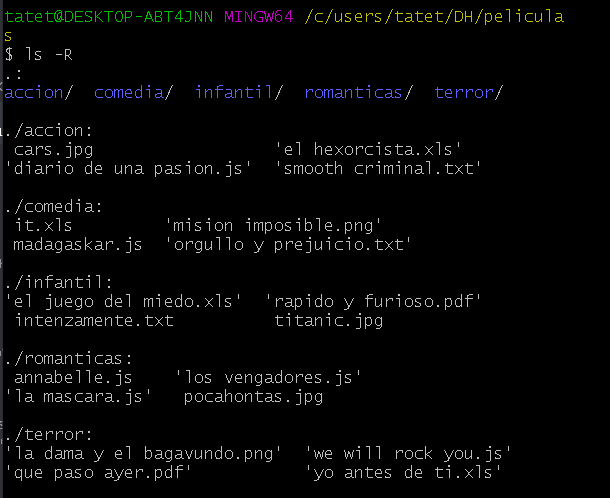 tatet@DESKTOP-ABT4JNN MINGW64 /c/users/tatet/DH/pelicula
s
$ ls -R
.:
accion/  comedia/  infantil/  romanticas/  terror/

./accion:
 cars.jpg                 'el hexorcista.xls'
'diario de una pasion.js'  'smooth criminal.txt'

./comedia:
 it.xls         'mision imposible.png'
 madagaskar.js  'orgullo y prejuicio.txt'

./infantil:
'el juego del miedo.xls'  'rapido y furioso.pdf'
 intenzamente.txt          titanic.jpg

./romanticas:
 annabelle.js    'los vengadores.js'
'la mascara.js'   pocahontas.jpg

./terror:
'la dama y el bagavundo.png'  'we will rock you.js'
'que paso ayer.pdf'           'yo antes de ti.xls'